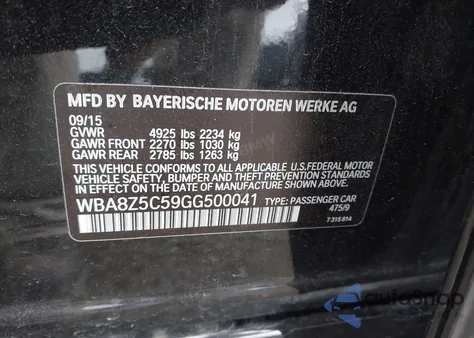 MFD BY BAYERISCHE MOTOREN WERKE AG
09/15
GVWR 4925 lbs 2234 kg
GAWR FRONT 2270 lbs 1030 kg
GAWR REAR 2785 lbs 1263 kg
THIS VEHICLE CONFORMS TO ALL APPLICABLE U.S.FEDERAL MOTOR
VEHICLE SAFETY, BUMPER AND THEFT PREVENTION STANDARDS
IN EFFECT ON THE DATE OF MANUFACTURE SHOWN ABOVE.
WBA8Z5C59GG500041 TYPE: PASSENGER CAR
475/9
7 315 814
autoSnap